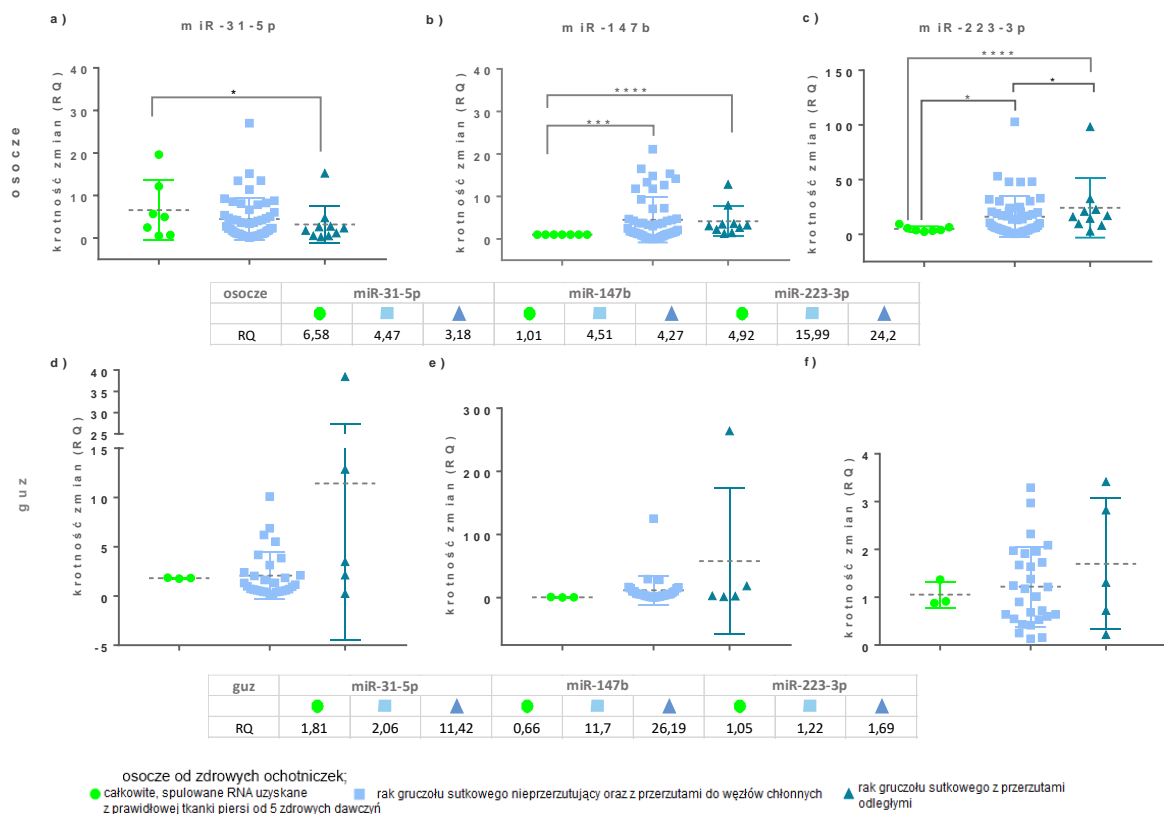 a)
miR-31-5p
b)
miR-147b
c)
miR-223-3p
osocze
krotność zmian (RQ)
40
30
20
10
0
*
krotność zmian (RQ)
40
30
20
10
0
***
****
krotność zmian (RQ)
150
100
50
0
****
*
*
osocze miR-31-5p miR-147b miR-223-3p
RQ 6,58 4,47 3,18 1,01 4,51 4,27 4,92 15,99 24,2
d)
e)
f)
guz
krotność zmian (RQ)
40
35
30
25
15
10
5
0
-5
krotność zmian (RQ)
300
200
100
0
krotność zmian (RQ)
4
3
2
1
0
guz miR-31-5p miR-147b miR-223-3p
RQ 1,81 2,06 11,42 0,66 11,7 26,19 1,05 1,22 1,69
osocze od zdrowych ochotniczek;
całkowite, spulowane RNA uzyskane
z prawidłowej tkanki piersi od 5 zdrowych dawczyń
rak gruczołu sutkowego nieprzerzutujący oraz z przerzutami do węzłów chłonnych
rak gruczołu sutkowego z przerzutami
odległymi